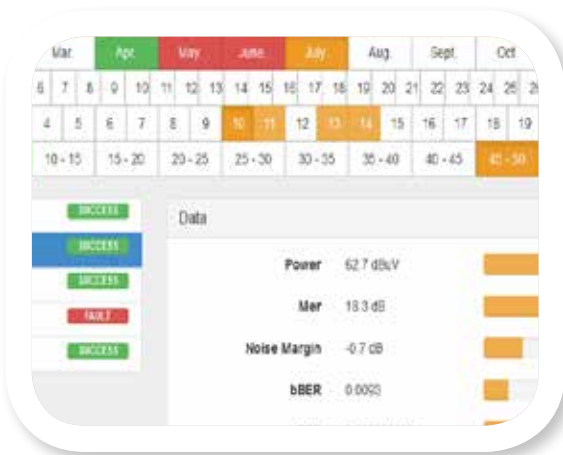 Mar. Apr. May June. July Aug. Sept. Oct
6 7 8 9 10 11 12 13 14 15 16 17 18 19 20 21 22 23 24 25
4 5 6 7 8 9 10 11 12 13 14 15 16 17 18 19
10 - 15 15 - 20 20 - 25 25 - 30 30 - 35 35 - 40 40 - 45 45 - 50
SUCCESS
Data
SUCCESS
Power 62.7 dBuV
SUCCESS
Mer 18.3 dB
FAULT
Noise Margin -0.7 dB
SUCCESS
bBER 0.0093